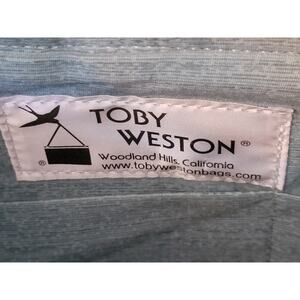 TOBY
WESTON®
Woodland Hills, California
® www.tobywestonbags.com